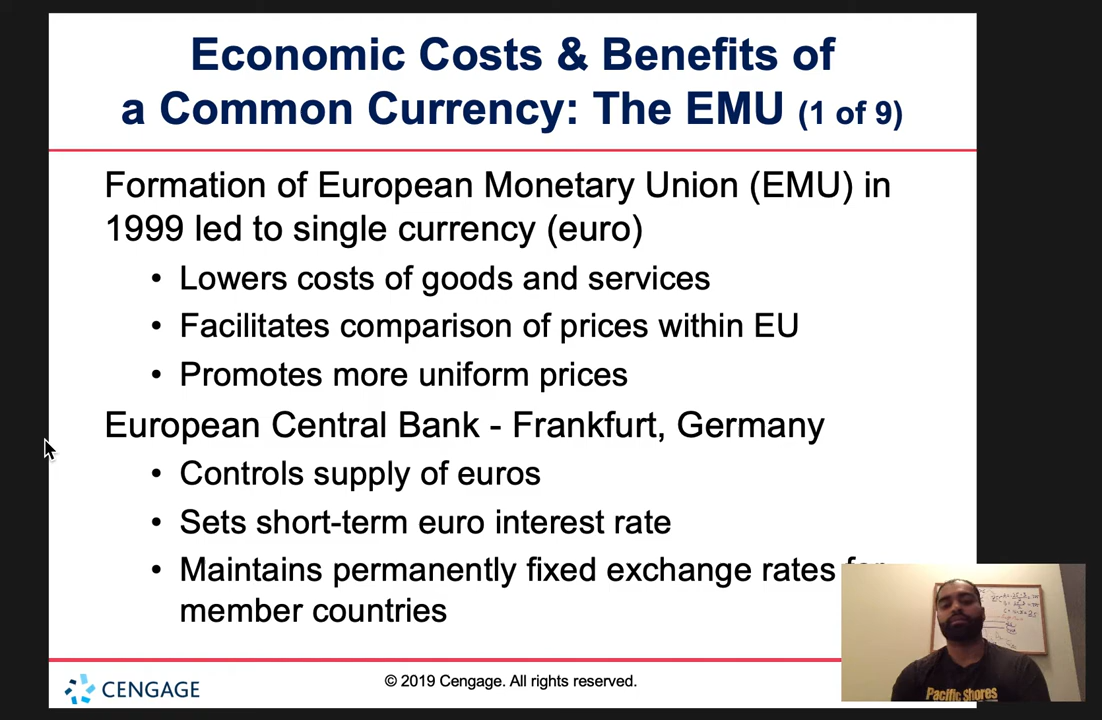 Economic Costs & Benefits of
a Common Currency: The EMU (1 of 9)
Formation of European Monetary Union (EMU) in
1999 led to single currency (euro)
• Lowers costs of goods and services
• Facilitates comparison of prices within EU
• Promotes more uniform prices
European Central Bank - Frankfurt, Germany
• Controls supply of euros
• Sets short-term euro interest rate
• Maintains permanently fixed exchange rates for
member countries
CENGAGE
© 2019 Cengage. All rights reserved.
Pacific Shores